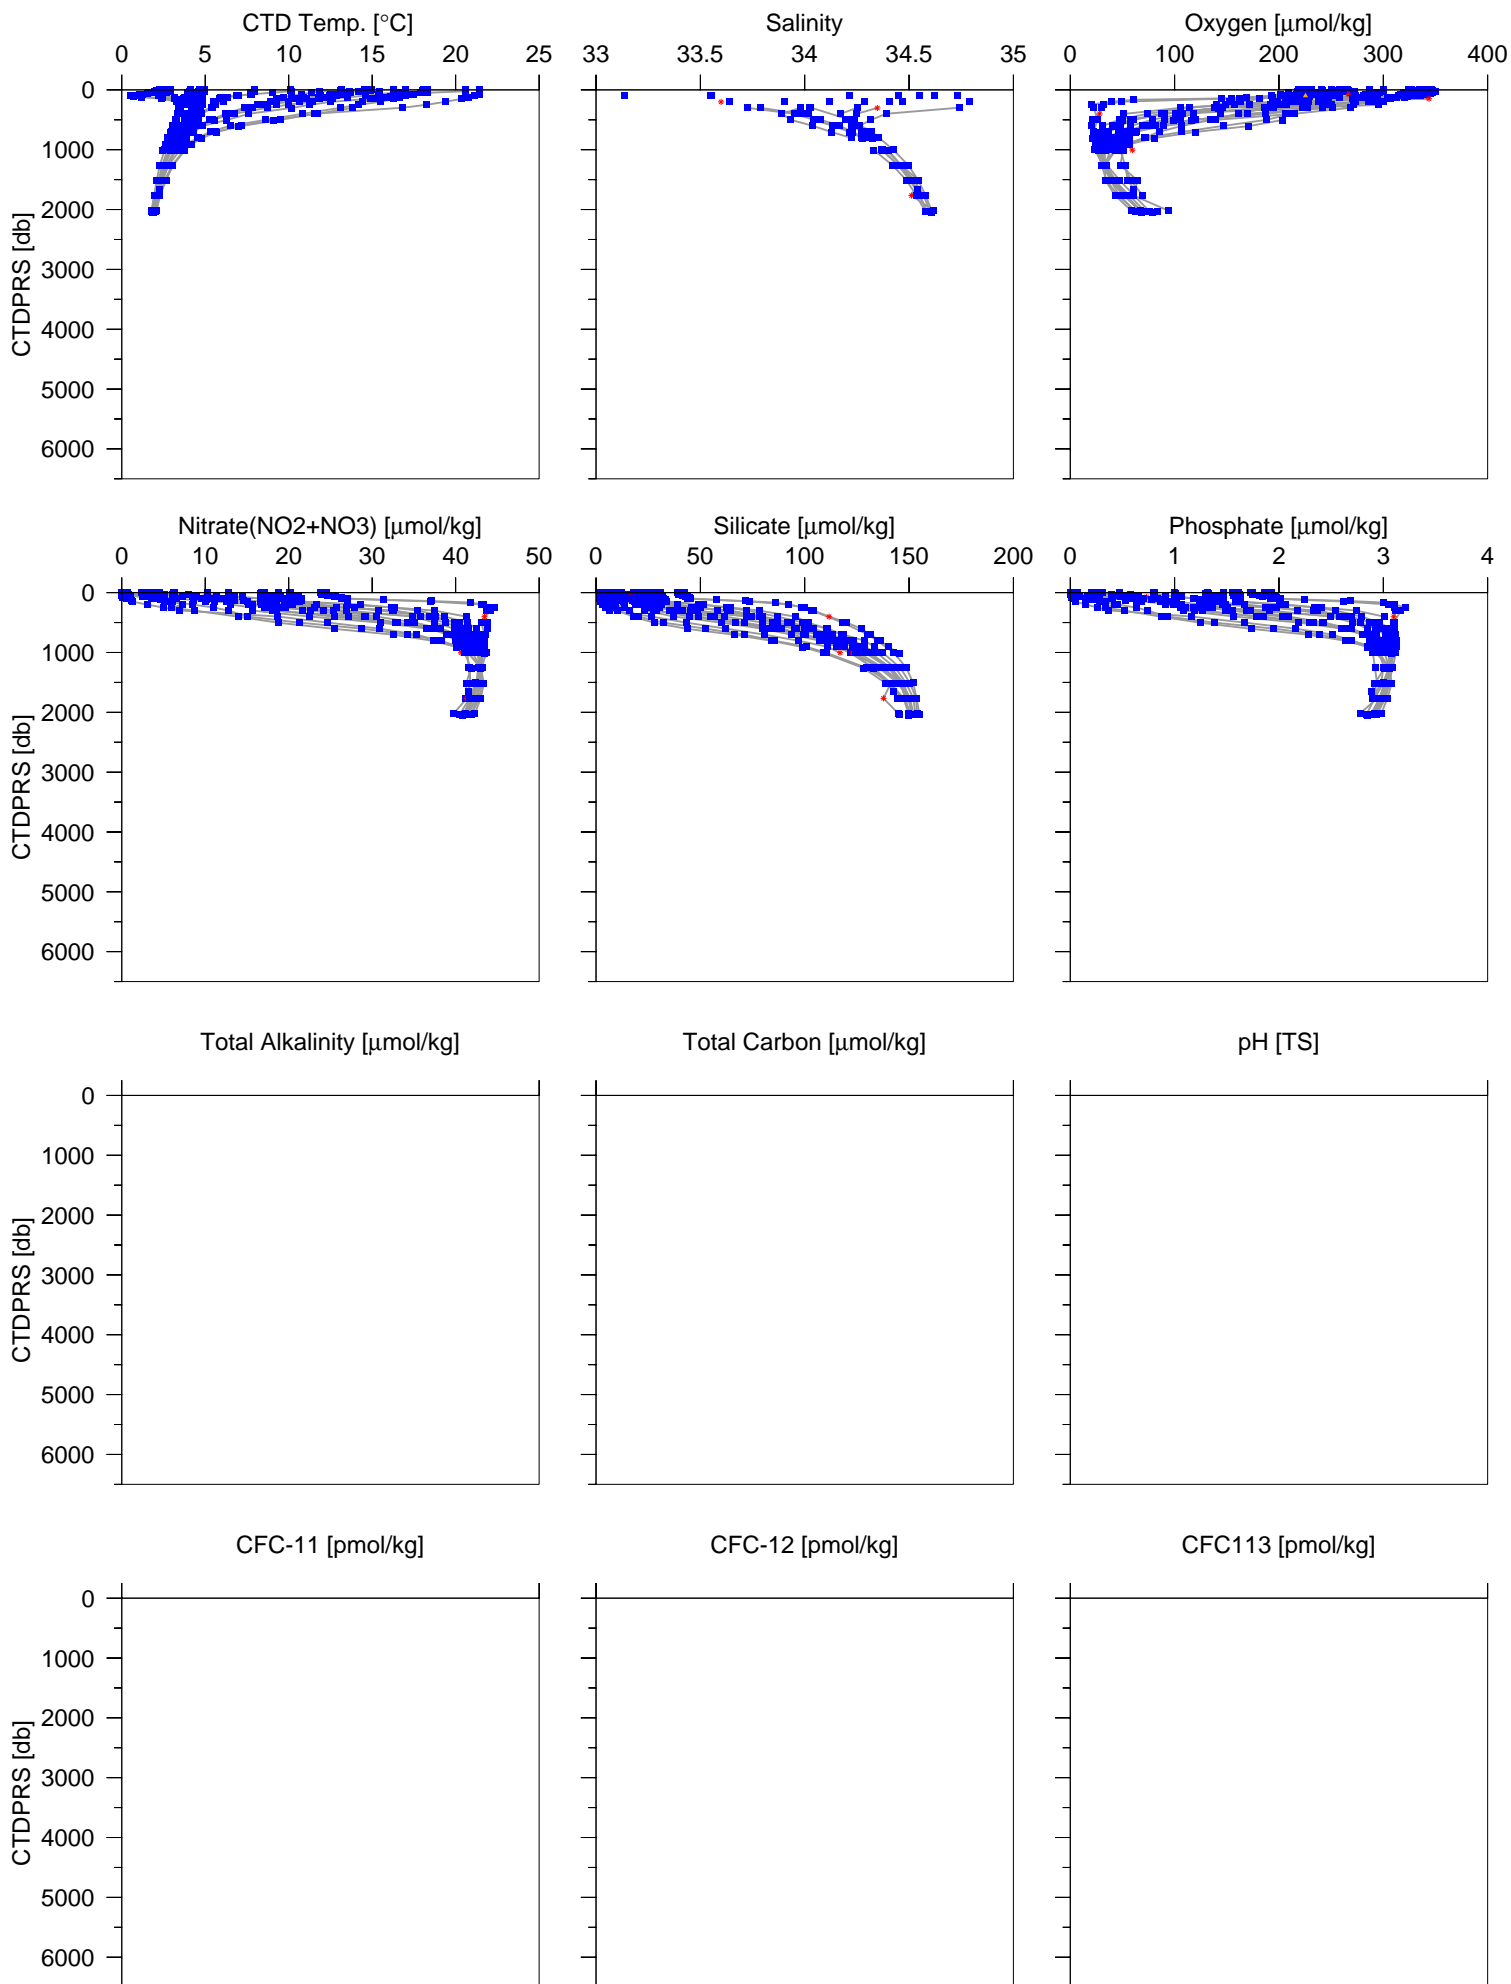 CTD Temp. [°C] Salinity Oxygen [μmol/kg]
0 5 10 15 20 25 33 33.5 34 34.5 35 0 100 200 300 400
0
1000
2000
3000
4000
5000
6000
CTDPRS [db]
Nitrate(NO2+NO3) [μmol/kg] Silicate [μmol/kg] Phosphate [μmol/kg]
0 10 20 30 40 50 0 50 100 150 200 0 1 2 3 4
0
1000
2000
3000
4000
5000
6000
CTDPRS [db]
Total Alkalinity [μmol/kg] Total Carbon [μmol/kg] pH [TS]
0
1000
2000
3000
4000
5000
6000
CTDPRS [db]
CFC-11 [pmol/kg] CFC-12 [pmol/kg] CFC113 [pmol/kg]
0
1000
2000
3000
4000
5000
6000
CTDPRS [db]